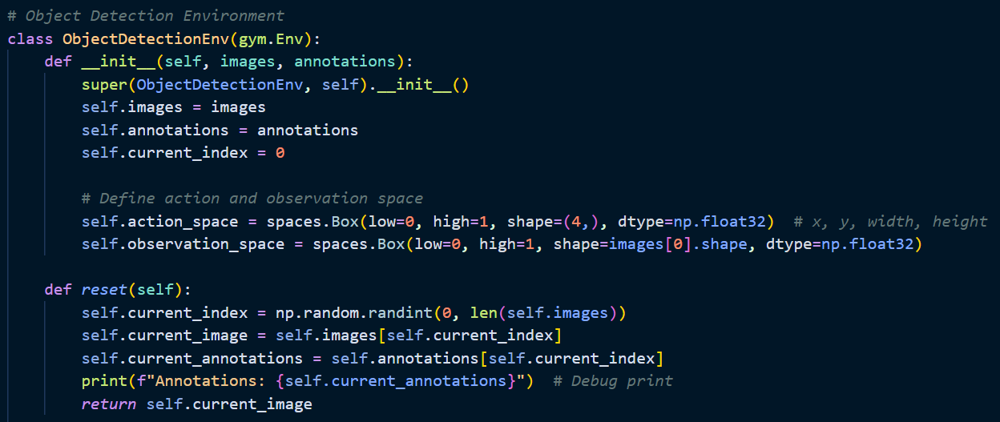 # Object Detection Environment
class ObjectDetectionEnv(gym.Env):
    def __init__(self, images, annotations):
        super(ObjectDetectionEnv, self).__init__()
        self.images = images
        self.annotations = annotations
        self.current_index = 0

        # Define action and observation space
        self.action_space = spaces.Box(low=0, high=1, shape=(4,), dtype=np.float32)  # x, y, width, height
        self.observation_space = spaces.Box(low=0, high=1, shape=images[0].shape, dtype=np.float32)

    def reset(self):
        self.current_index = np.random.randint(0, len(self.images))
        self.current_image = self.images[self.current_index]
        self.current_annotations = self.annotations[self.current_index]
        print(f"Annotations: {self.current_annotations}")  # Debug print
        return self.current_image